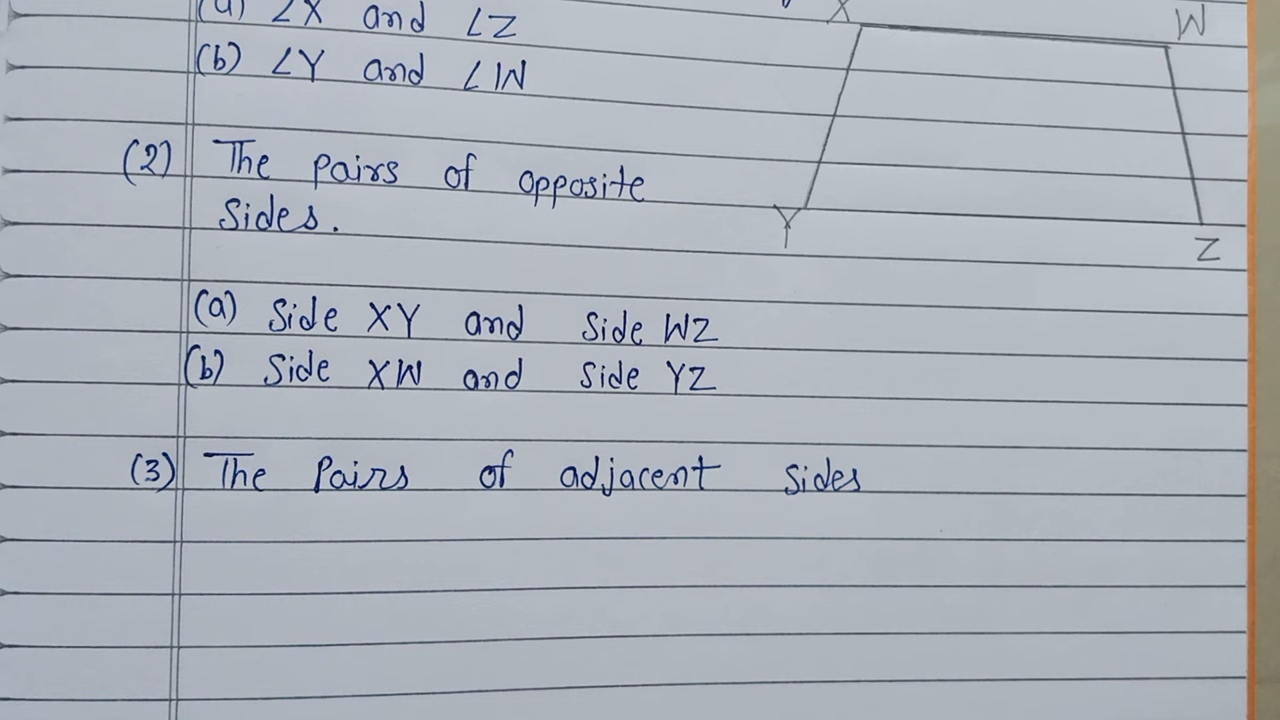 (a) ∠X and ∠Z
(b) ∠Y and ∠W
X
W
(2) The pairs of opposite
sides.
Y
Z
(a) side XY and side WZ
(b) side XW and side YZ
(3) The Pairs of adjacent sides